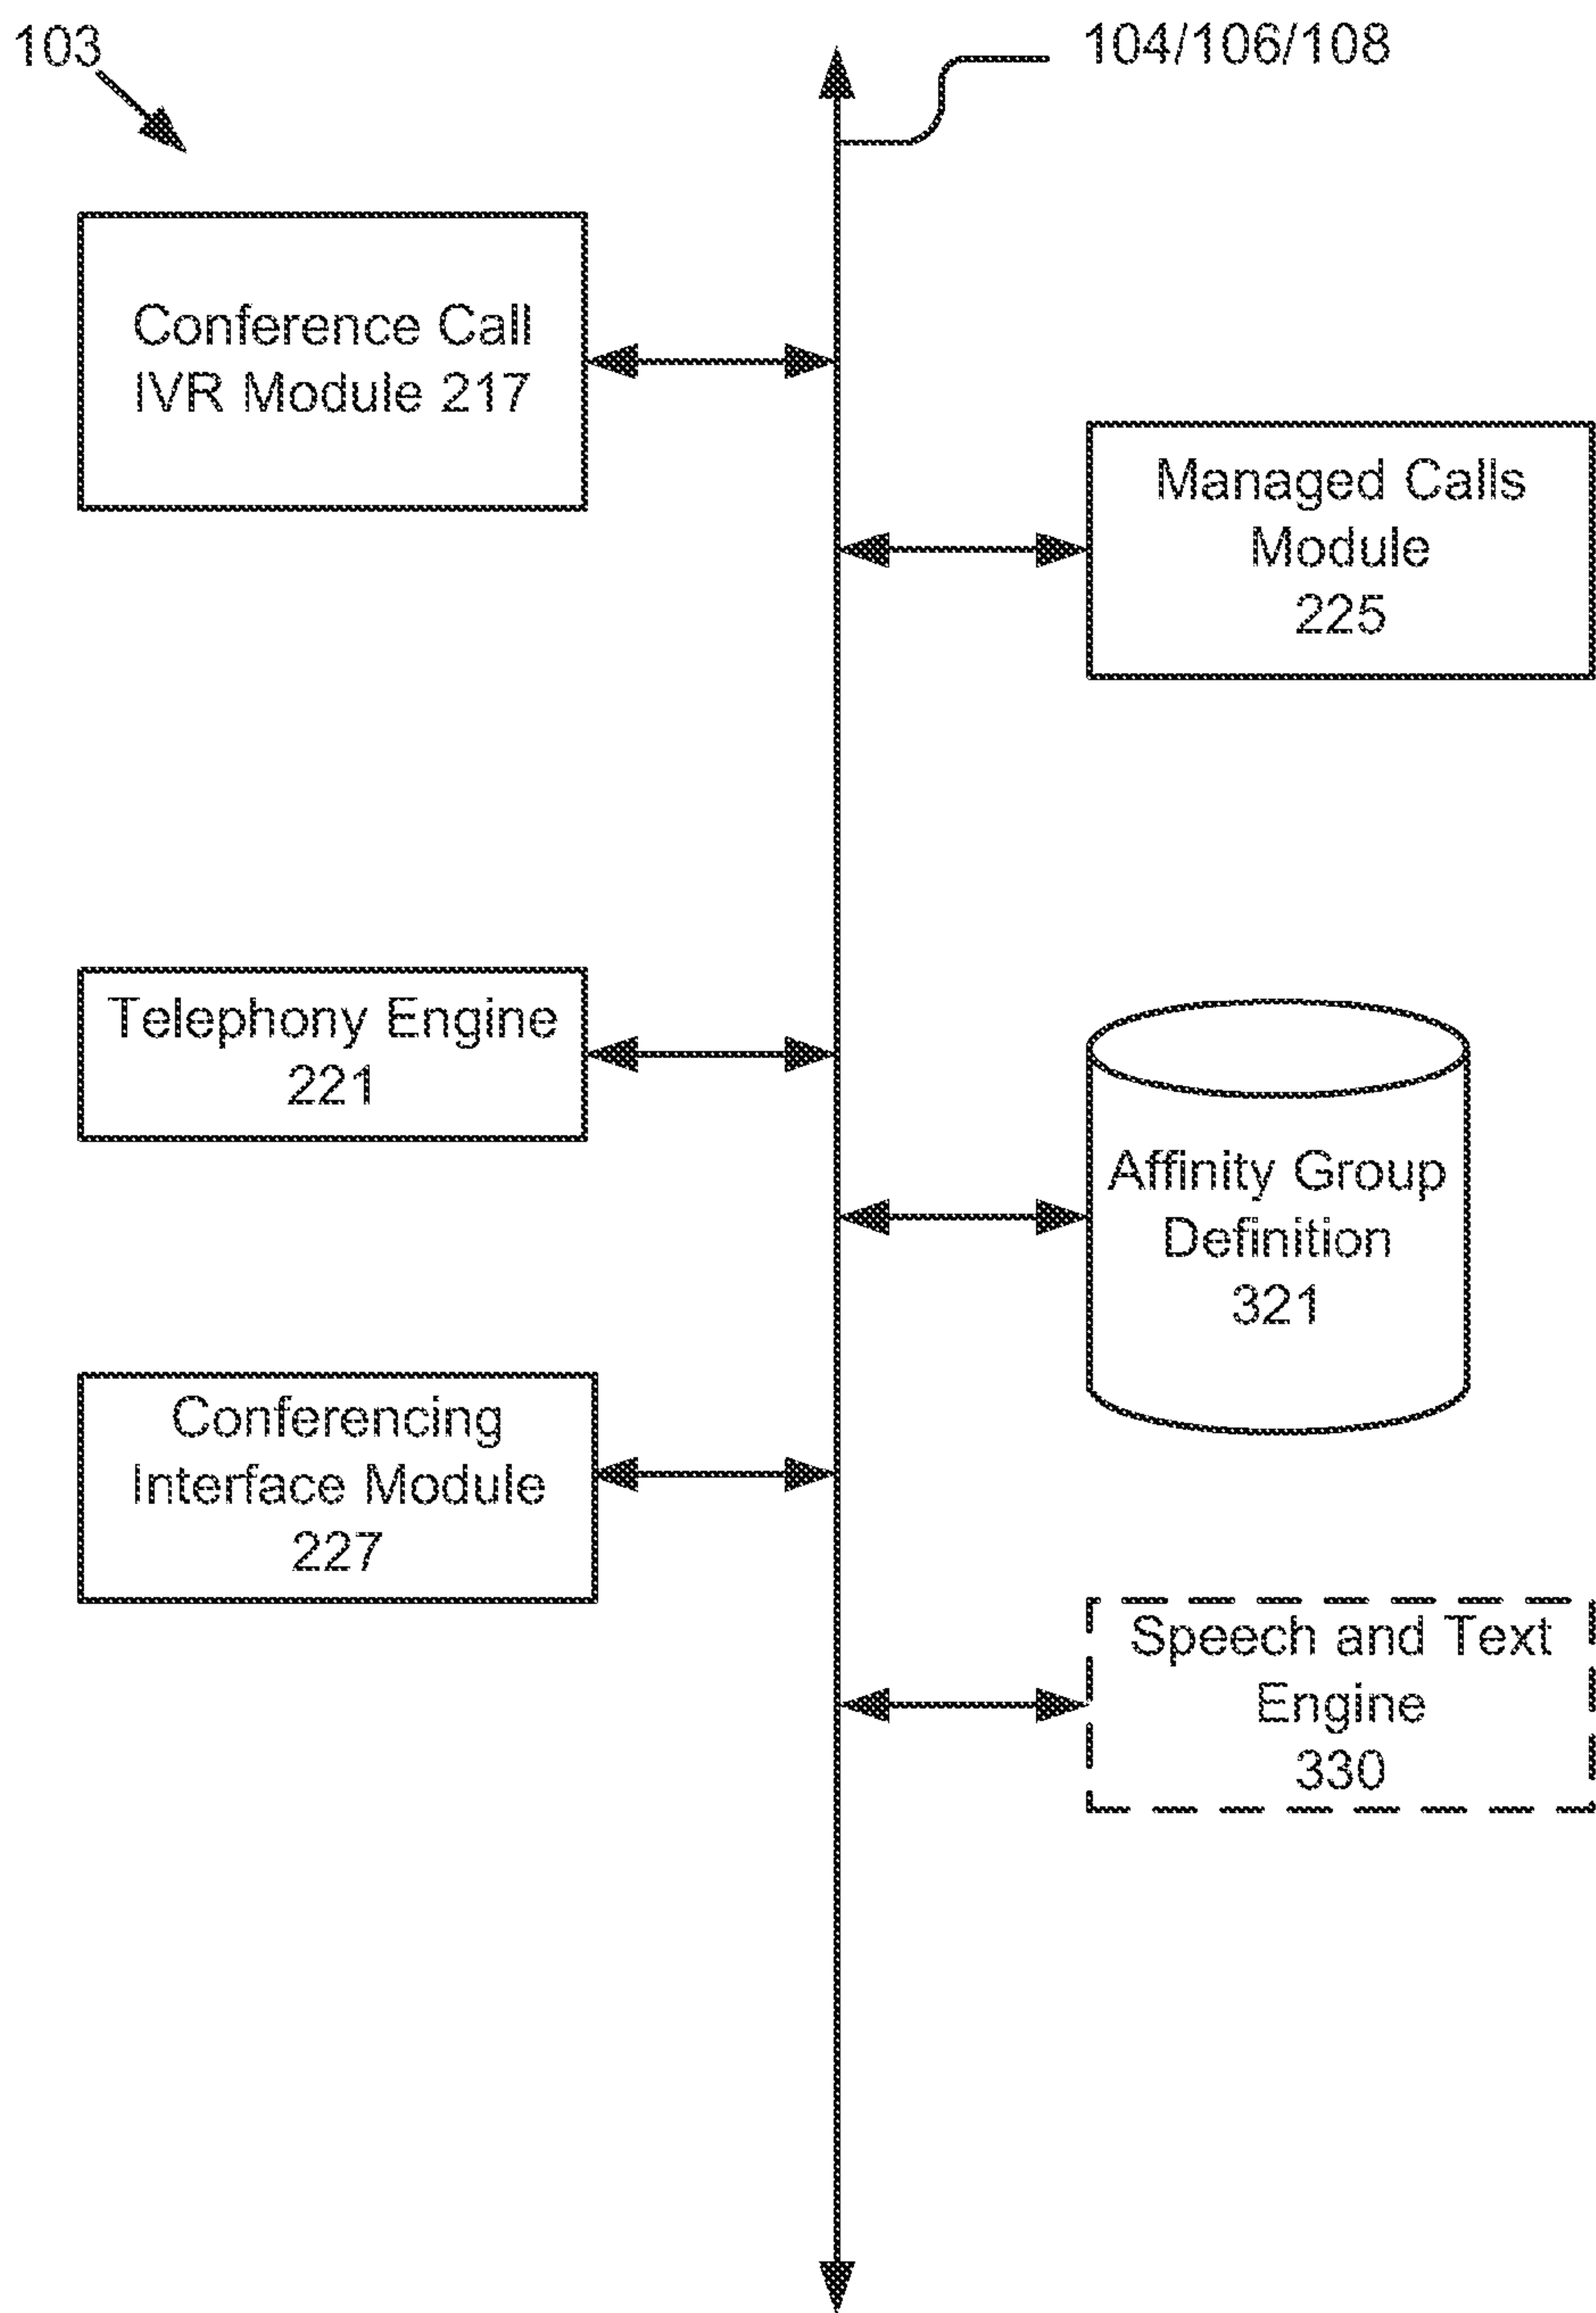 103
104/106/108
Conference Call
IVR Module 217
Managed Calls
Module
225
Telephony Engine
221
Affinity Group
Definition
321
Conferencing
Interface Module
227
Speech and Text
Engine
330